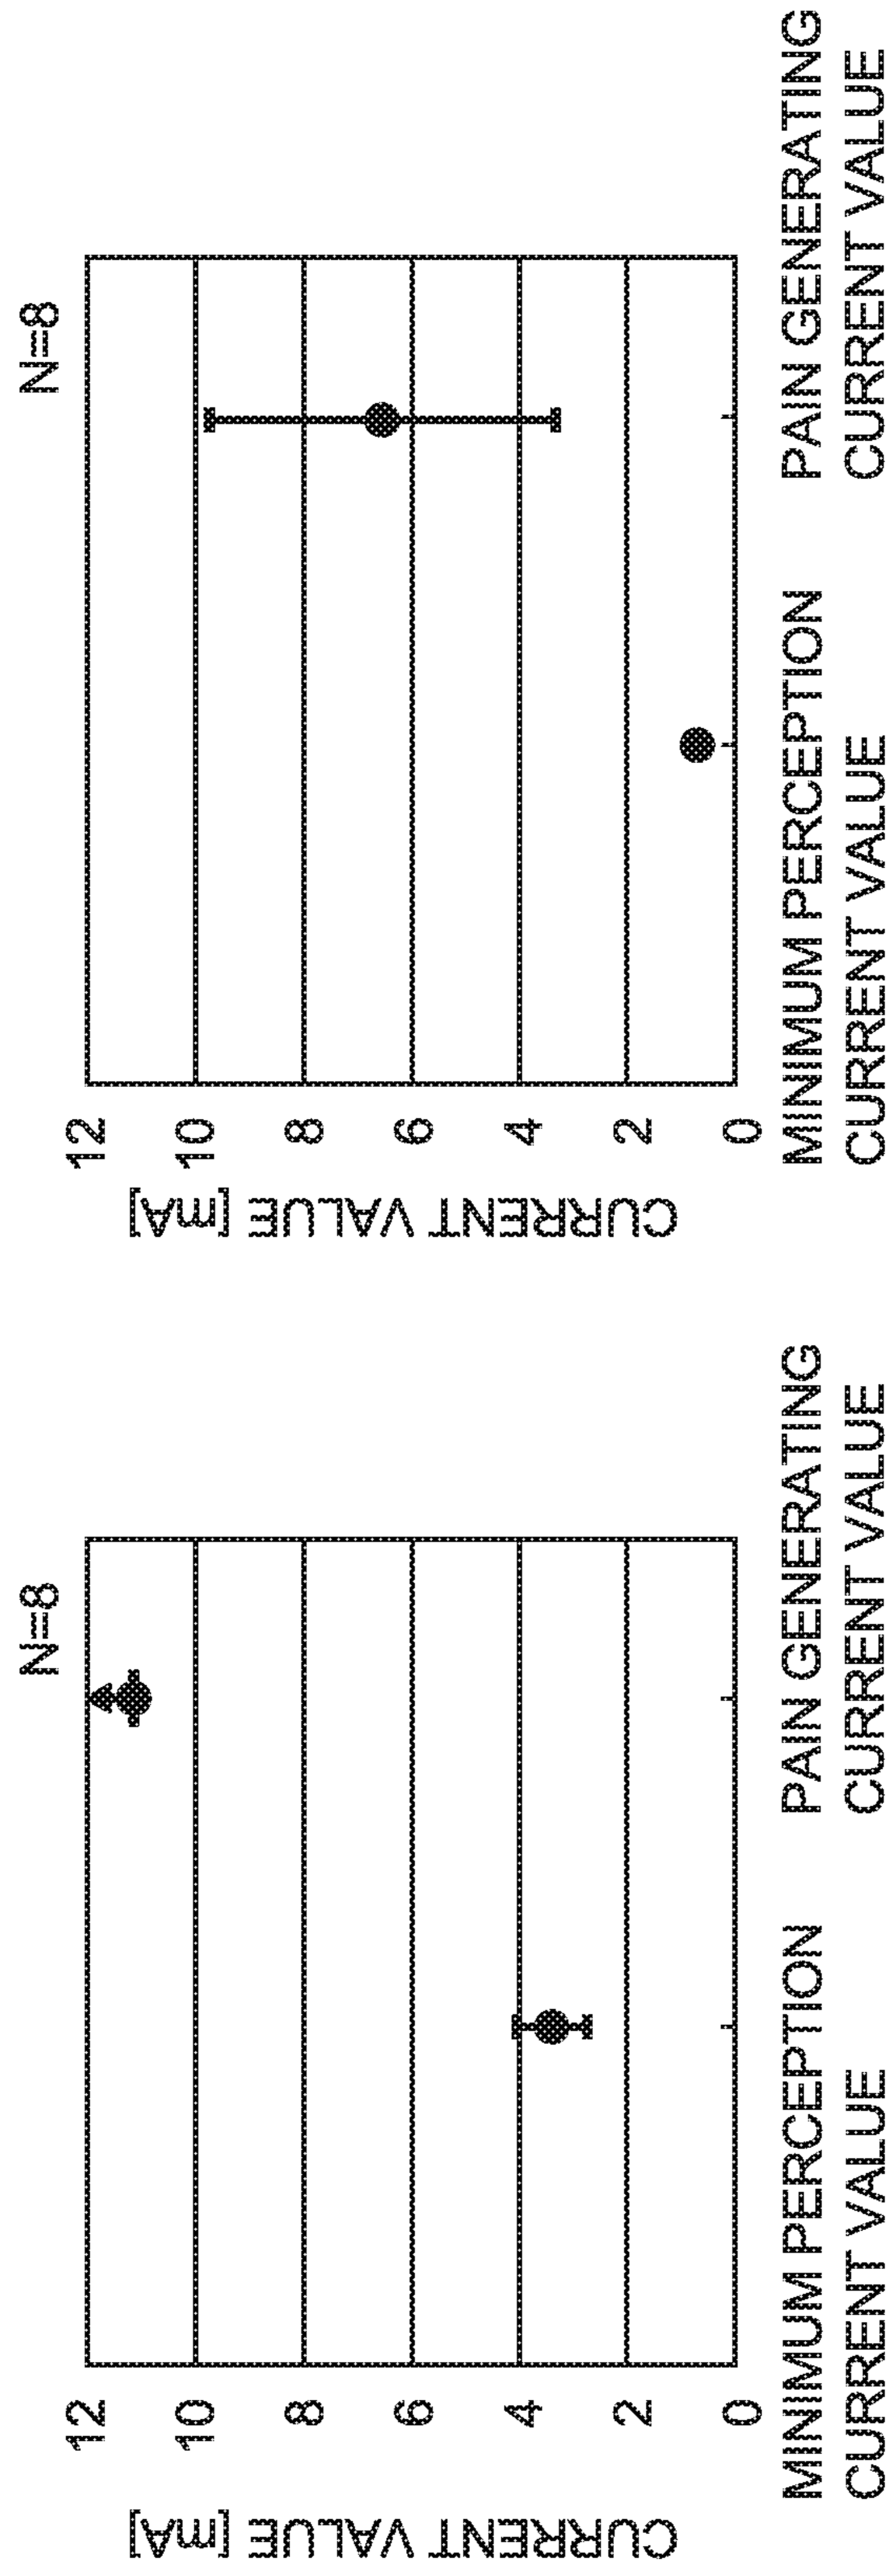 N=8
CURRENT VALUE [mA]
12
10
8
6
4
2
0
MINIMUM PERCEPTION
CURRENT VALUE
PAIN GENERATING
CURRENT VALUE
N=8
CURRENT VALUE [mA]
12
10
8
6
4
2
0
MINIMUM PERCEPTION
CURRENT VALUE
PAIN GENERATING
CURRENT VALUE